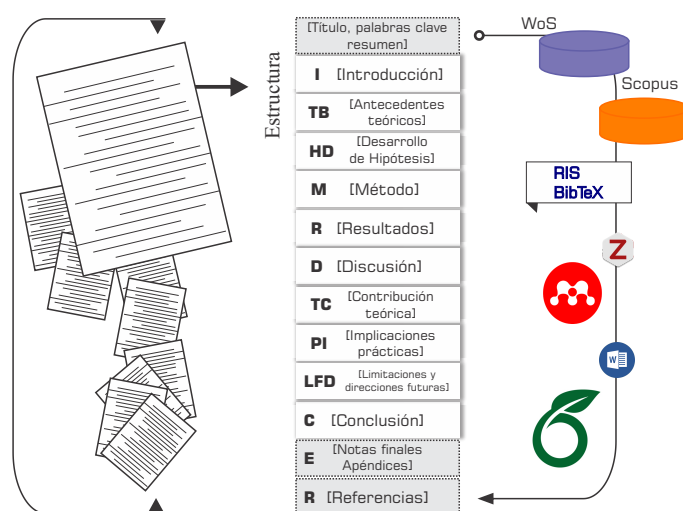 [Título, palabras clave
resumen]
Estructura
I [Introducción]
TB [Antecedentes
teóricos]
HD [Desarrollo
de Hipótesis]
M [Método]
R [Resultados]
D [Discusión]
TC [Contribución
teórica]
PI [Implicaciones
prácticas]
LFD [Limitaciones y
direcciones futuras]
C [Conclusión]
E [Notas finales
Apéndices]
R [Referencias]
WoS
Scopus
RIS
BibTeX
Z
W